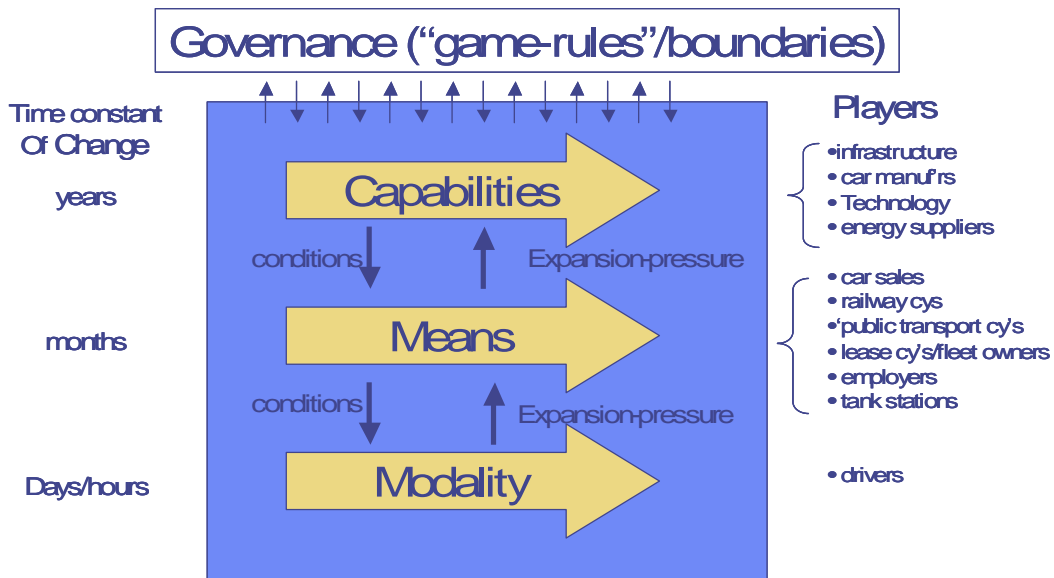 Governance (“game-rules”/boundaries)
Time constant
Of Change
Players
years
Capabilities
•infrastructure
• car manuf’rs
• Technology
• energy suppliers
conditions
Expansion-pressure
months
Means
• car sales
• railway cys
•‘public transport cy’s
• lease cy’s/fleet owners
• employers
• tank stations
conditions
Expansion-pressure
Days/hours
Modality
• drivers